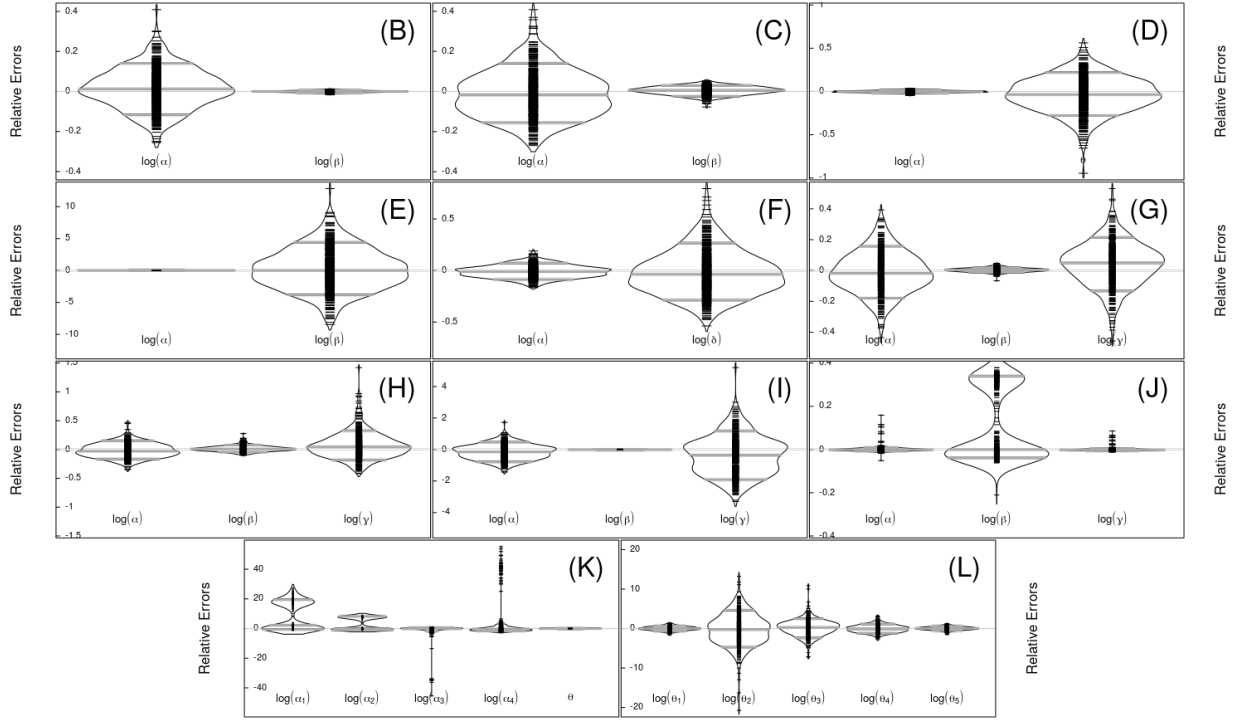 Relative Errors
0.4
0.2
0
-0.2
-0.4
log(α)
log(β)
(B)
0.4
0.2
0
-0.2
-0.4
log(α)
log(β)
(C)
1
0.5
0
-0.5
-1
log(α)
θ
(D)
Relative Errors
Relative Errors
10
5
0
-5
-10
log(α)
log(β)
(E)
0.5
0
-0.5
log(α)
log(δ)
(F)
0.4
0.2
0
-0.2
-0.4
log(α)
log(β)
log(γ)
(G)
Relative Errors
Relative Errors
1.5
1
0.5
0
-0.5
-1
-1.5
log(α)
log(β)
log(γ)
(H)
4
2
0
-2
-4
log(α)
log(β)
log(γ)
(I)
0.4
0.2
0
-0.2
-0.4
log(α)
log(β)
log(γ)
(J)
Relative Errors
Relative Errors
40
20
0
-20
-40
log(α1)
log(α2)
log(α3)
log(α4)
θ
(K)
20
10
0
-10
-20
log(θ1)
log(θ2)
log(θ3)
log(θ4)
log(θ5)
(L)
Relative Errors